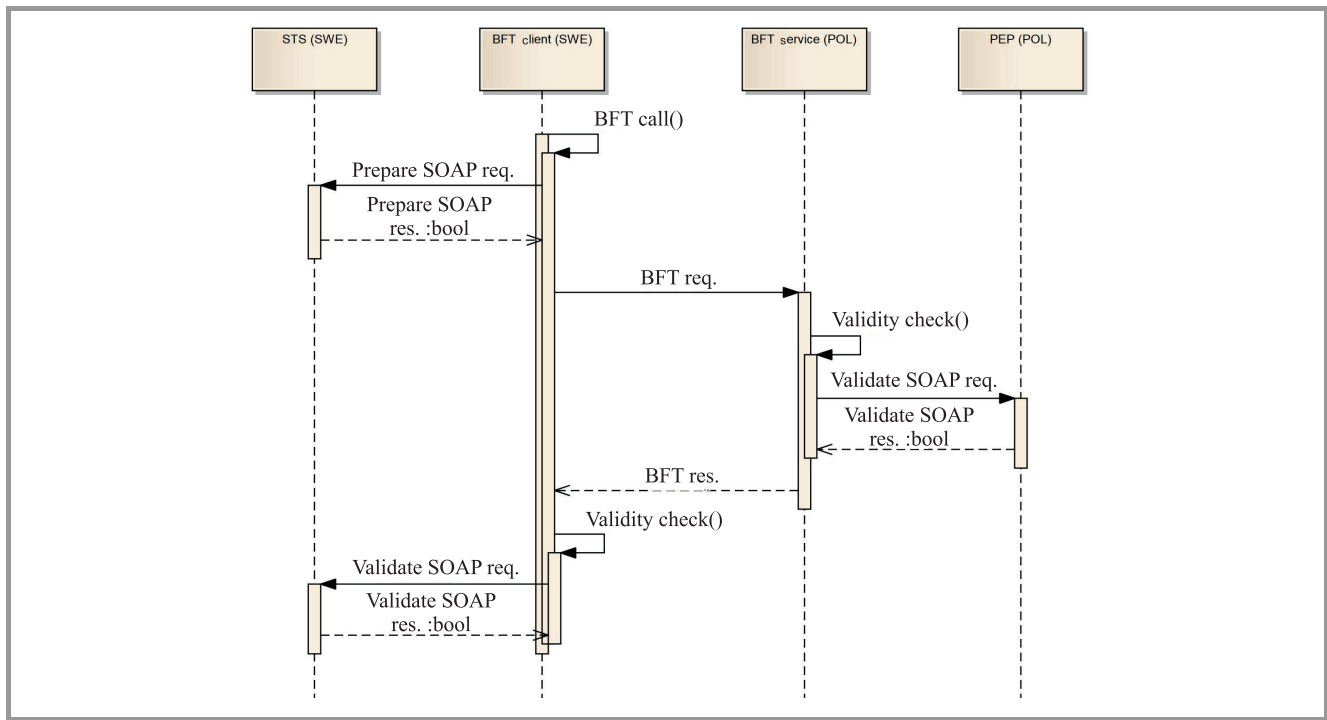 STS (SWE)
BFT client (SWE)
BFT service (POL)
PEP (POL)
BFT call()
Prepare SOAP req.
Prepare SOAP
res. :bool
BFT req.
Validity check()
Validate SOAP req.
Validate SOAP
res. :bool
BFT res.
Validity check()
Validate SOAP req.
Validate SOAP
res. :bool